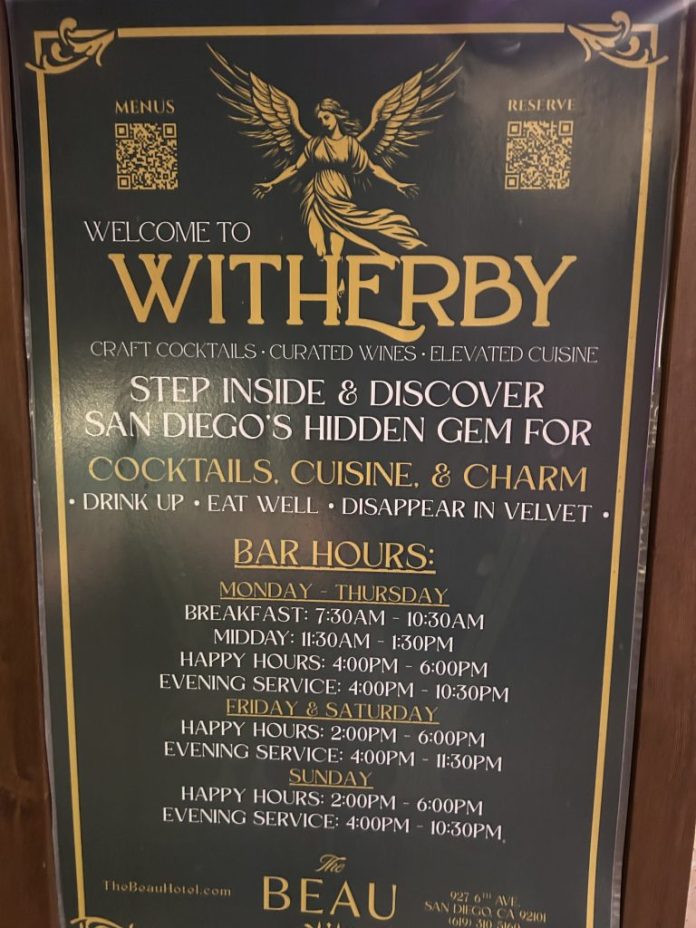 MENUS
RESERVE
WELCOME TO
WITHERBY
CRAFT COCKTAILS · CURATED WINES · ELEVATED CUISINE
STEP INSIDE & DISCOVER
SAN DIEGO'S HIDDEN GEM FOR
COCKTAILS, CUISINE, & CHARM
• DRINK UP • EAT WELL • DISAPPEAR IN VELVET •
BAR HOURS:
MONDAY - THURSDAY
BREAKFAST: 7:30AM - 10:30AM
MIDDAY: 11:30AM - 1:30PM
HAPPY HOURS: 4:00PM - 6:00PM
EVENING SERVICE: 4:00PM - 10:30PM
FRIDAY & SATURDAY
HAPPY HOURS: 2:00PM - 6:00PM
EVENING SERVICE: 4:00PM - 11:30PM
SUNDAY
HAPPY HOURS: 2:00PM - 6:00PM
EVENING SERVICE: 4:00PM - 10:30PM
The
BEAU
TheBeauHotel.com
927 6TH AVE.
SAN DIEGO, CA 92101
(619) 310 5160